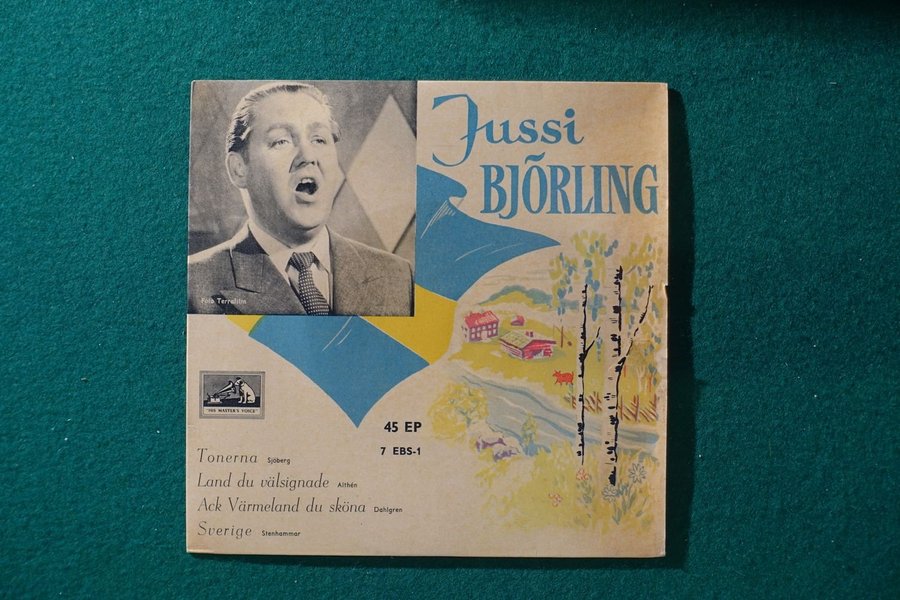 Jussi
BJÖRLING
Foto Terrafilm
"HIS MASTER'S VOICE"
45 EP
7 EBS-1
Tonerna Sjöberg
Land du välsignade Althén
Ack Värmeland du sköna Dahlgren
Sverige Stenhammar